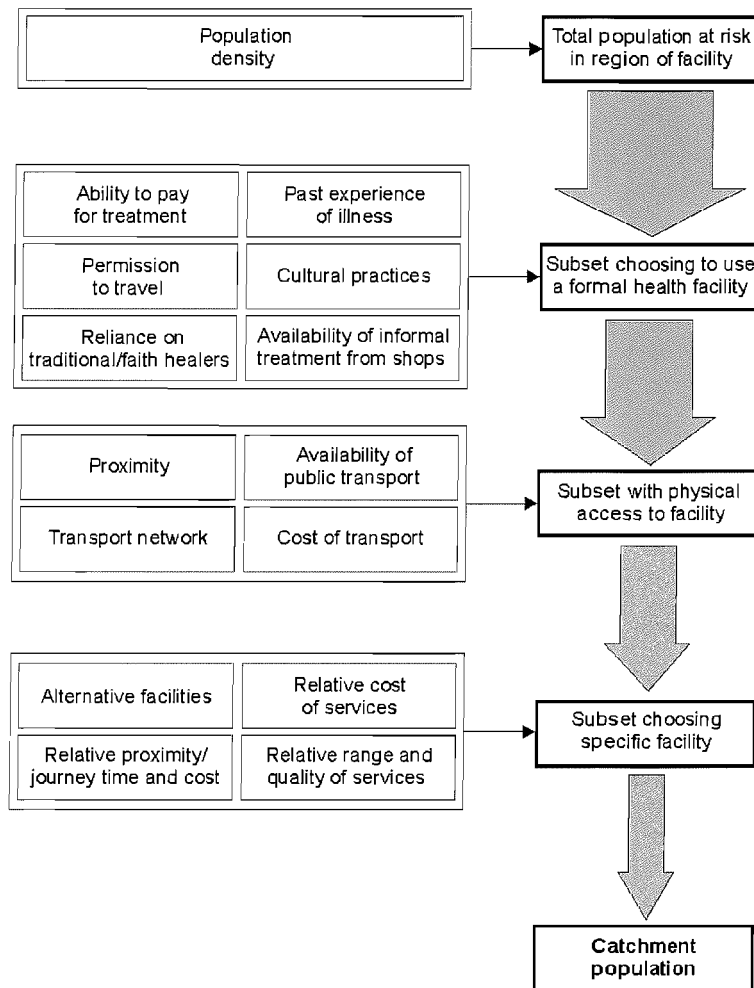 Population
density
Total population at risk
in region of facility
Ability to pay
for treatment
Past experience
of illness
Permission
to travel
Cultural practices
Reliance on
traditional/faith healers
Availability of informal
treatment from shops
Subset choosing to use
a formal health facility
Proximity
Availability of
public transport
Transport network
Cost of transport
Subset with physical
access to facility
Alternative facilities
Relative cost
of services
Relative proximity/
journey time and cost
Relative range and
quality of services
Subset choosing
specific facility
Catchment
population